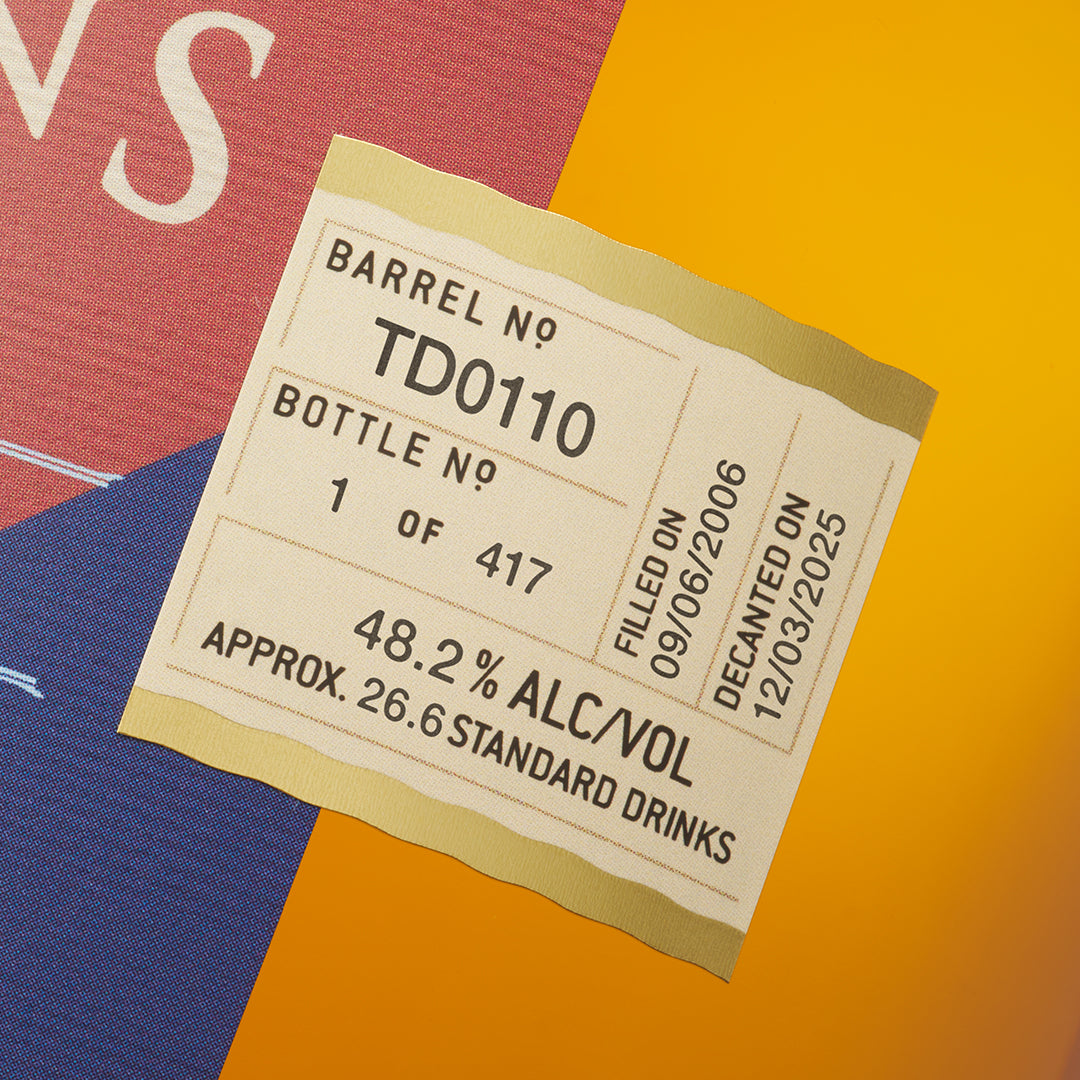 NS
BARREL Nº
TD0110
BOTTLE Nº
1 OF 417
FILLED ON
09/06/2006
DECANTED ON
12/03/2025
48.2% ALC/VOL
APPROX. 26.6 STANDARD DRINKS